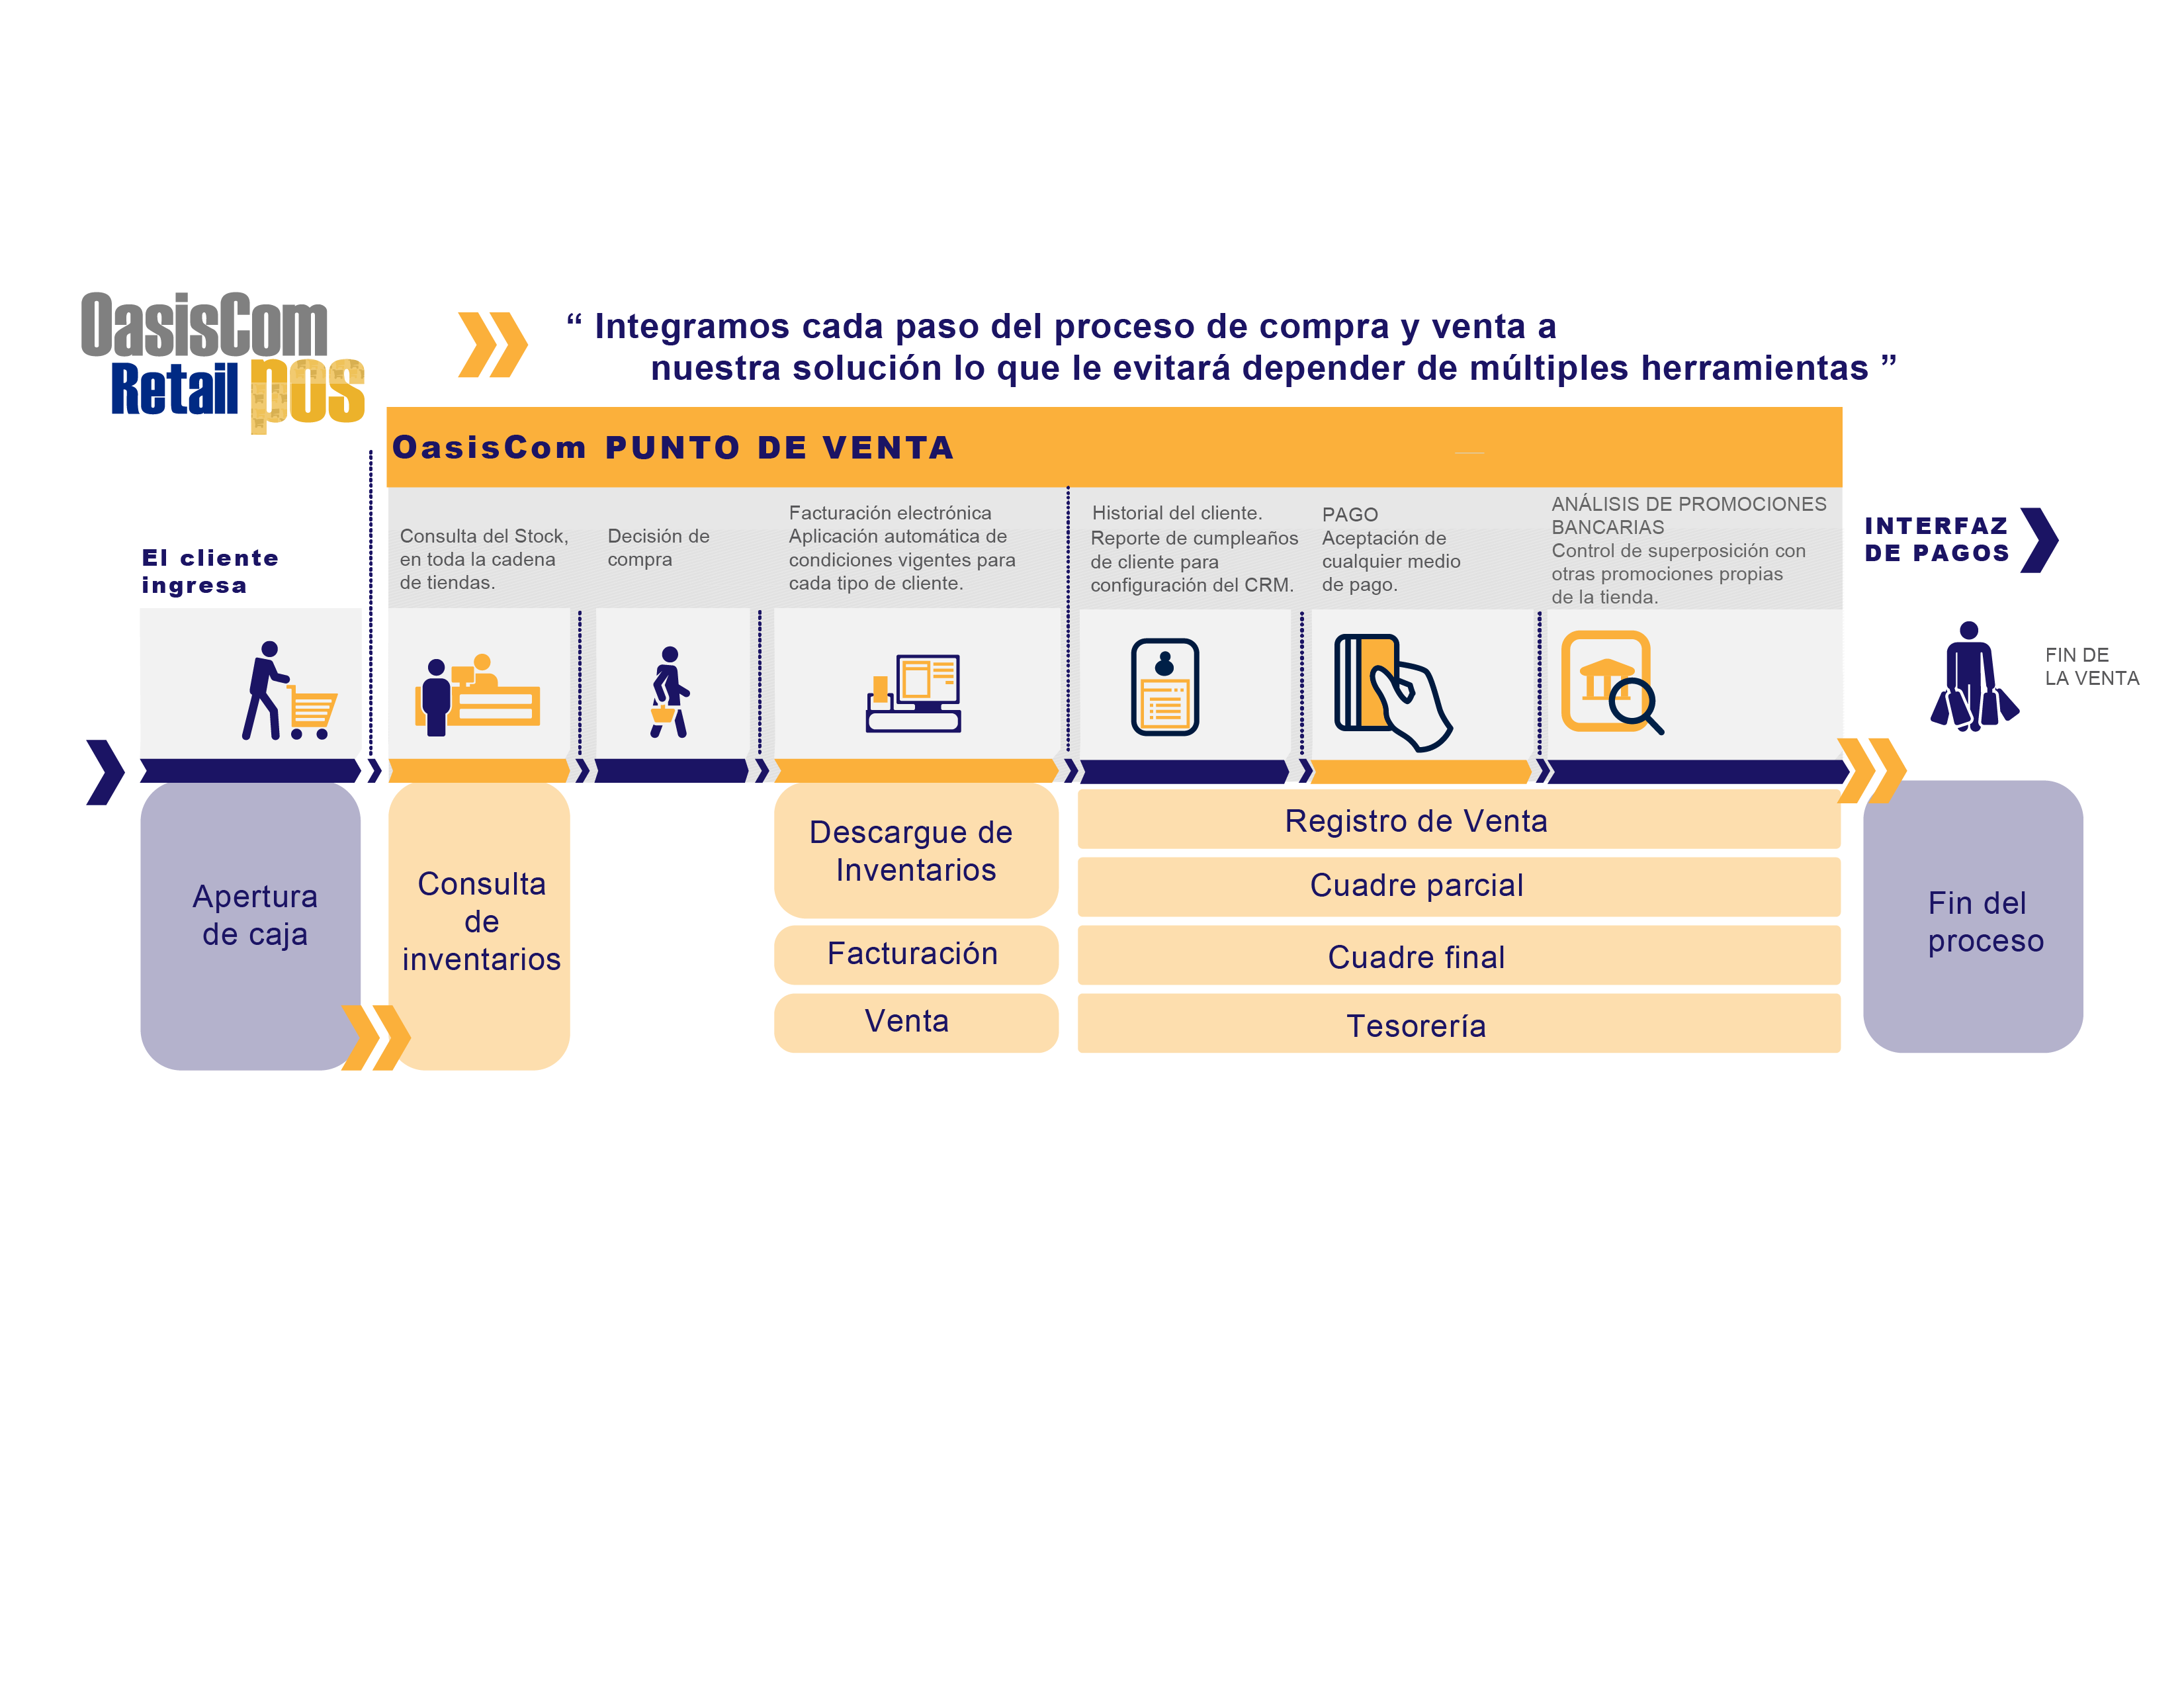 OasisCom
Retail pos
“ Integramos cada paso del proceso de compra y venta a
nuestra solución lo que le evitará depender de múltiples herramientas ”
OasisCom PUNTO DE VENTA
El cliente
ingresa
Consulta del Stock,
en toda la cadena
de tiendas.
Decisión de
compra
Facturación electrónica
Aplicación automática de
condiciones vigentes para
cada tipo de cliente.
Historial del cliente.
Reporte de cumpleaños
de cliente para
configuración del CRM.
PAGO
Aceptación de
cualquier medio
de pago.
ANÁLISIS DE PROMOCIONES
BANCARIAS
Control de superposición con
otras promociones propias
de la tienda.
INTERFAZ
DE PAGOS
FIN DE
LA VENTA
Apertura
de caja
Consulta
de
inventarios
Descargue de
Inventarios
Facturación
Venta
Registro de Venta
Cuadre parcial
Cuadre final
Tesorería
Fin del
proceso